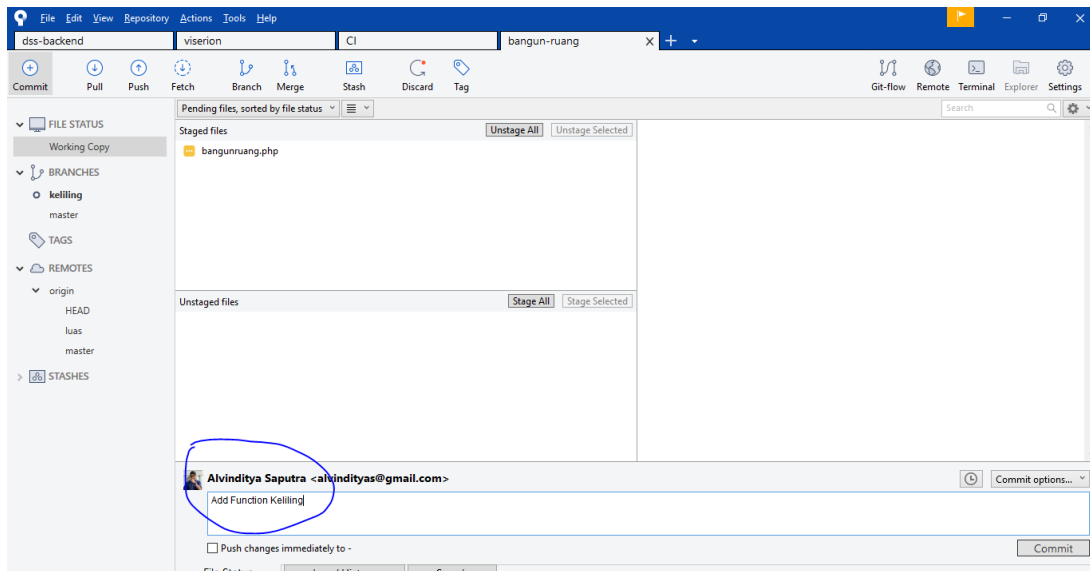 File Edit View Repository Actions Tools Help
dss-backend viserion CI bangun-ruang
Commit Pull Push Fetch Branch Merge Stash Discard Tag Git-flow Remote Terminal Explorer Settings
Pending files, sorted by file status Search
FILE STATUS
Working Copy
BRANCHES
keliling
master
TAGS
REMOTES
origin
HEAD
luas
master
STASHES
Staged files Unstage All Unstage Selected
bangunruang.php
Unstaged files Stage All Stage Selected
Alvinditya Saputra <alvindityas@gmail.com> Commit options...
Add Function Keliling
Push changes immediately to - Commit